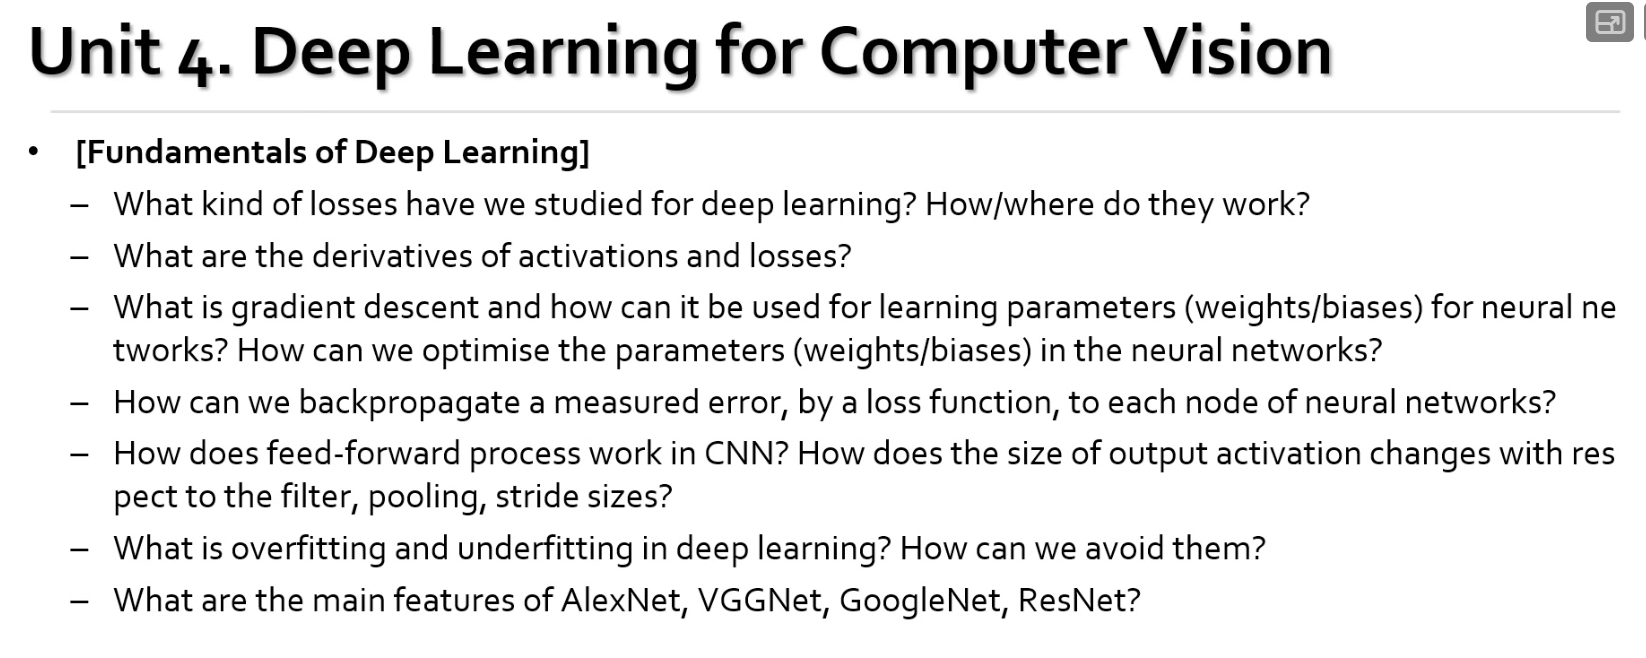 Unit 4. Deep Learning for Computer Vision
• [Fundamentals of Deep Learning]
– What kind of losses have we studied for deep learning? How/where do they work?
– What are the derivatives of activations and losses?
– What is gradient descent and how can it be used for learning parameters (weights/biases) for neural ne
tworks? How can we optimise the parameters (weights/biases) in the neural networks?
– How can we backpropagate a measured error, by a loss function, to each node of neural networks?
– How does feed-forward process work in CNN? How does the size of output activation changes with res
pect to the filter, pooling, stride sizes?
– What is overfitting and underfitting in deep learning? How can we avoid them?
– What are the main features of AlexNet, VGGNet, GoogleNet, ResNet?